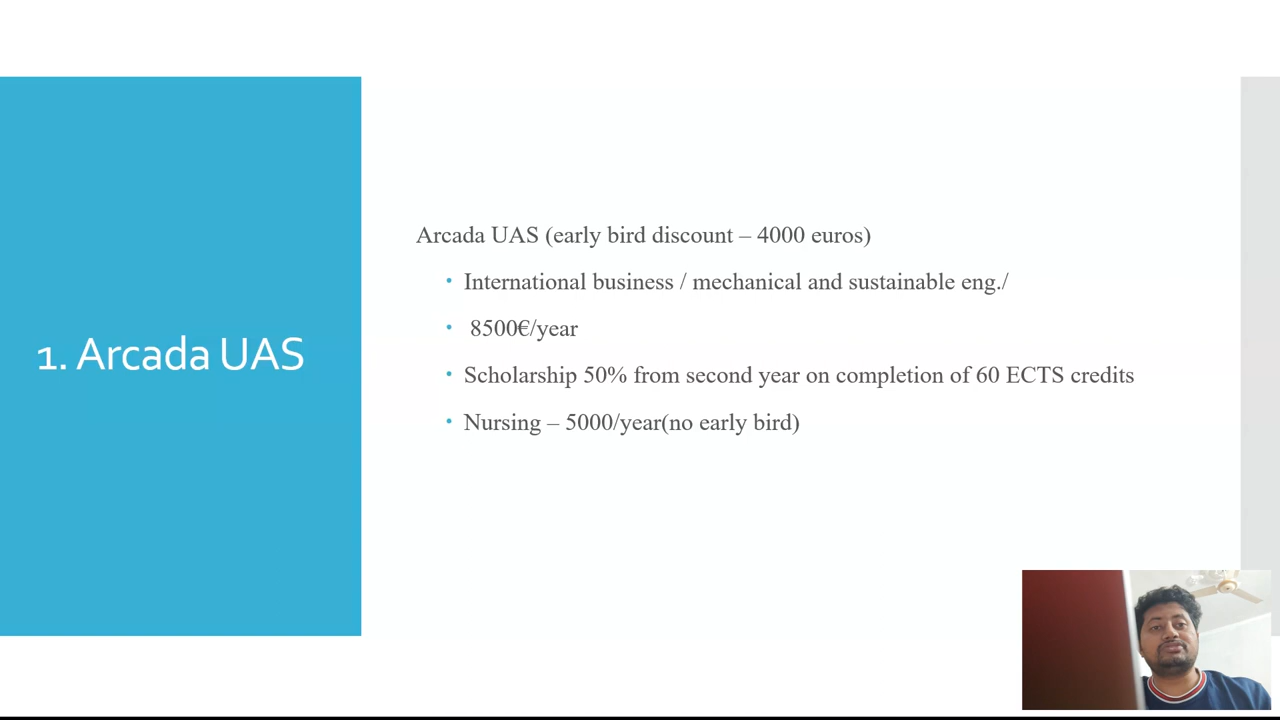 1. Arcada UAS
Arcada UAS (early bird discount – 4000 euros)
• International business / mechanical and sustainable eng./
• 8500€/year
• Scholarship 50% from second year on completion of 60 ECTS credits
• Nursing – 5000/year(no early bird)